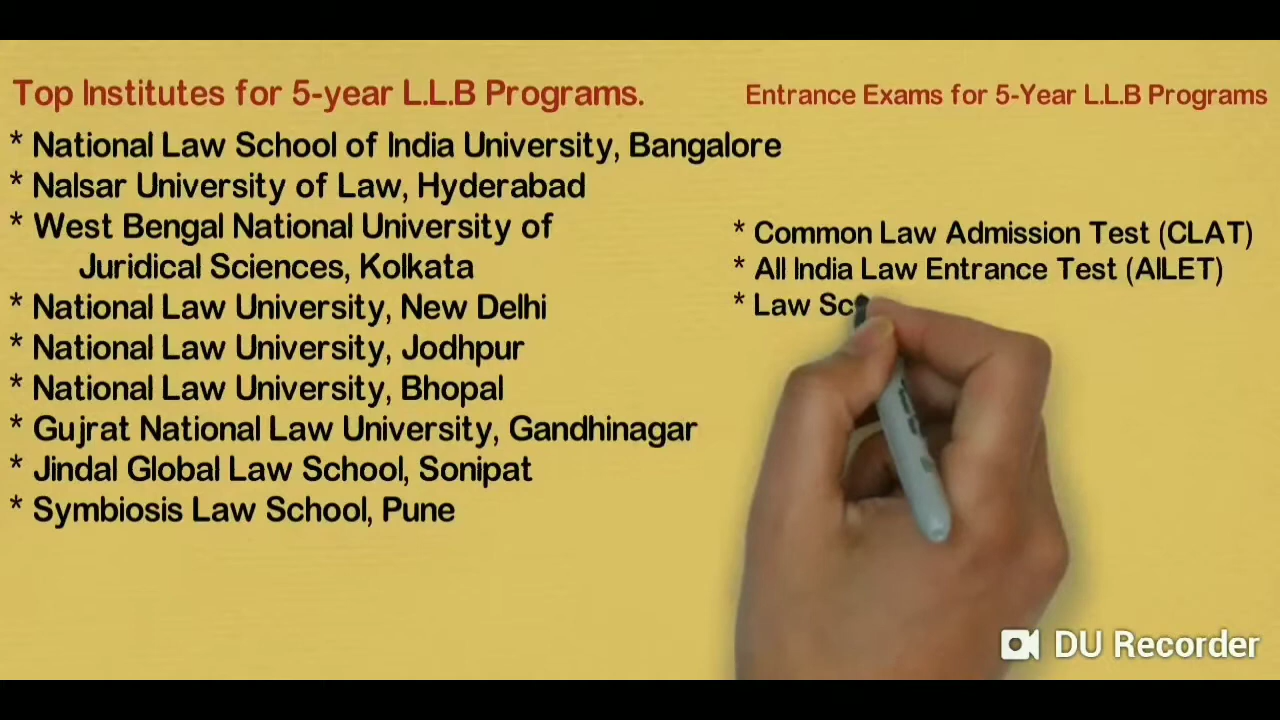 Top Institutes for 5-year L.L.B Programs.
* National Law School of India University, Bangalore
* Nalsar University of Law, Hyderabad
* West Bengal National University of
Juridical Sciences, Kolkata
* National Law University, New Delhi
* National Law University, Jodhpur
* National Law University, Bhopal
* Gujrat National Law University, Gandhinagar
* Jindal Global Law School, Sonipat
* Symbiosis Law School, Pune
Entrance Exams for 5-Year L.L.B Programs
* Common Law Admission Test (CLAT)
* All India Law Entrance Test (AILET)
* Law Sc
DU Recorder